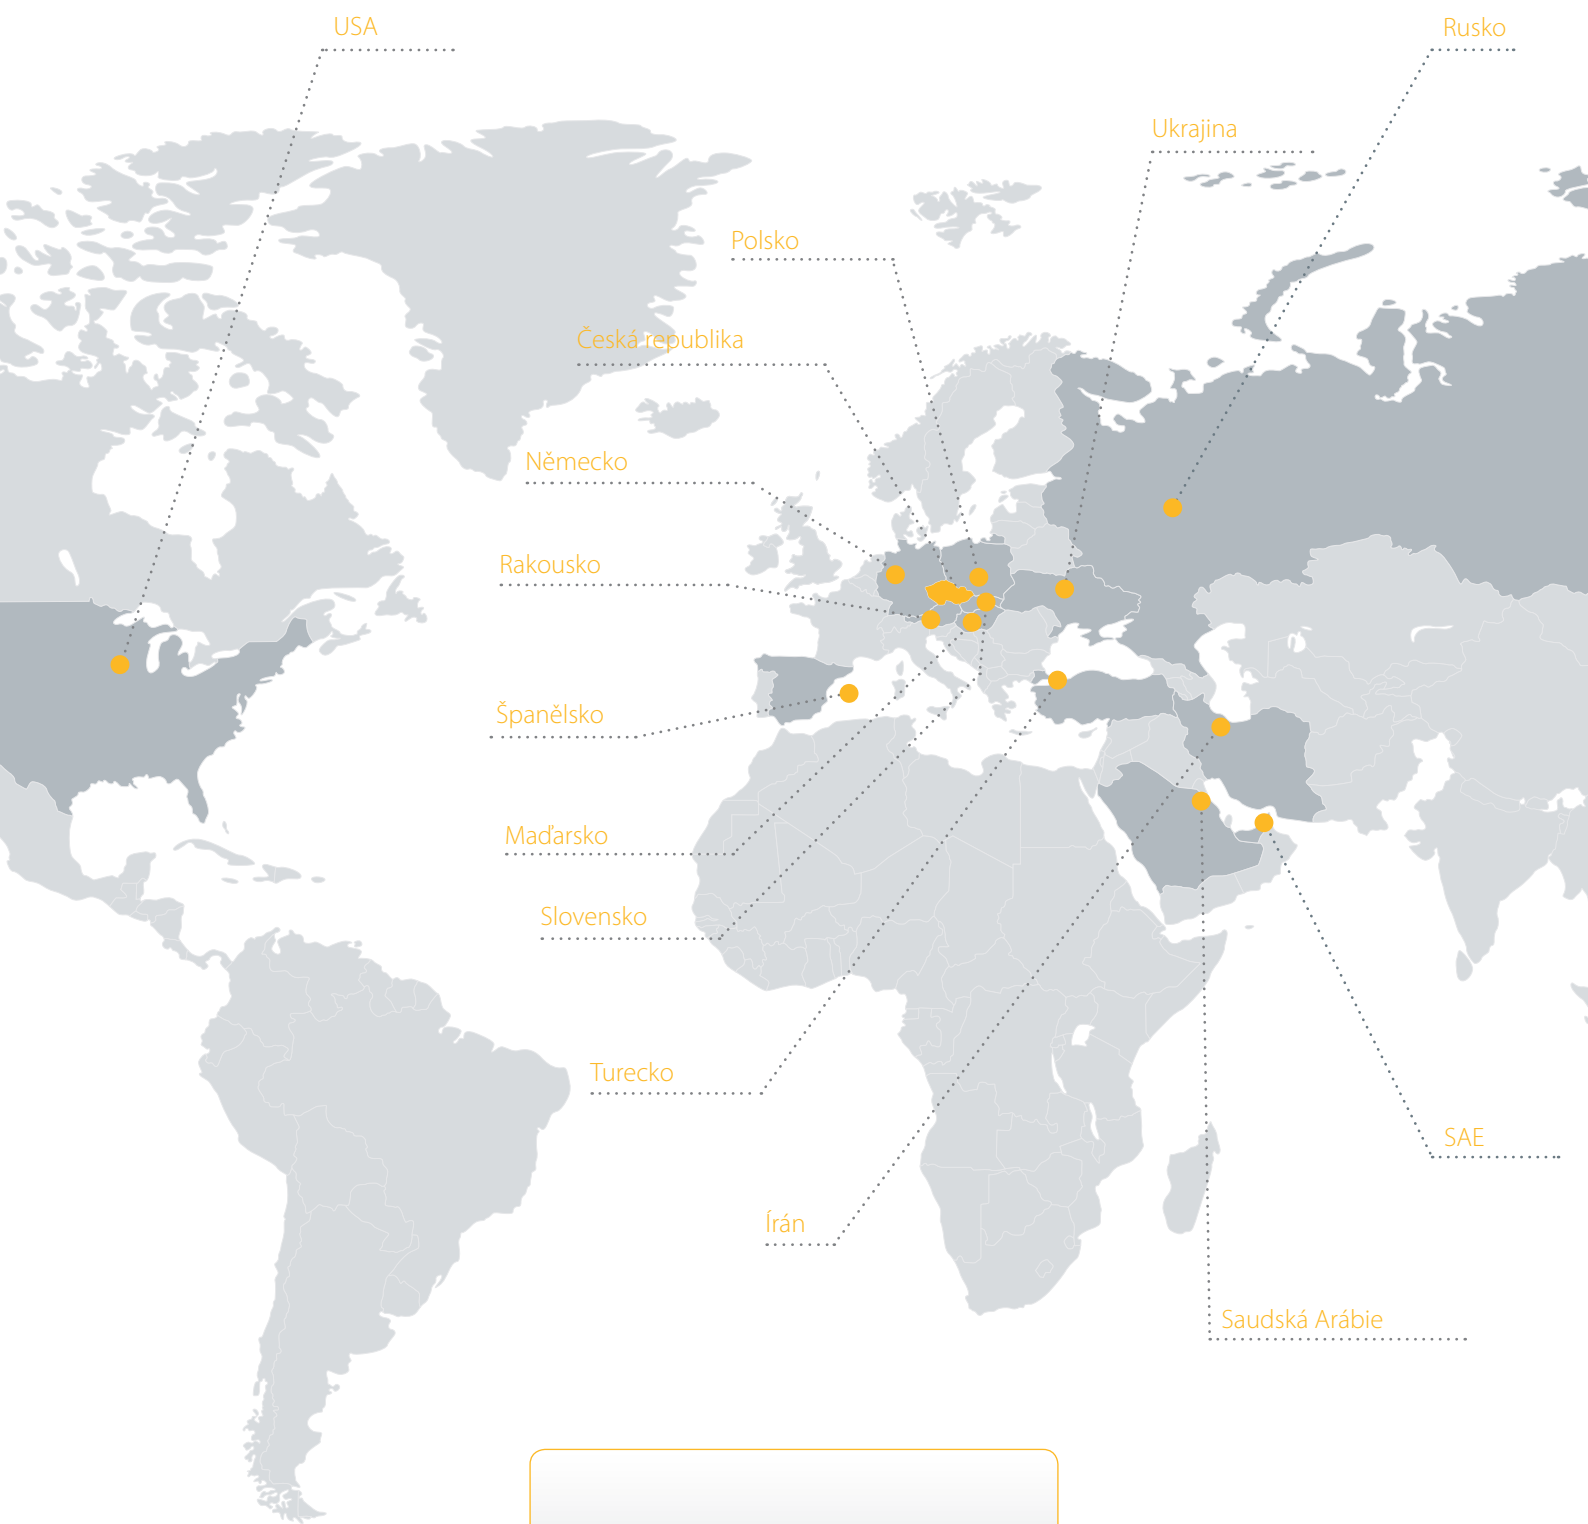 USA
Rusko
Ukrajina
Polsko
Česká republika
Německo
Rakousko
Španělsko
Maďarsko
Slovensko
Turecko
SAE
Írán
Saudská Arábie